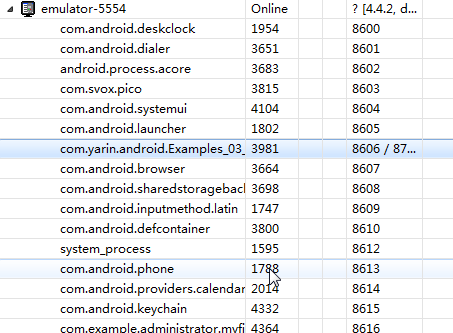 emulator-5554 Online ? [4.4.2, d...
com.android.deskclock 1954 8600
com.android.dialer 3651 8601
android.process.acore 3683 8602
com.svox.pico 3815 8603
com.android.systemui 4104 8604
com.android.launcher 1802 8605
com.yarin.android.Examples_03_ 3981 8606 / 87...
com.android.browser 3664 8607
com.android.sharedstorageback 3698 8608
com.android.inputmethod.latin 1747 8609
com.android.defcontainer 3800 8610
system_process 1595 8612
com.android.phone 1788 8613
com.android.providers.calendar 2014 8614
com.android.keychain 4332 8615
com.example.administrator.myfi 4364 8616